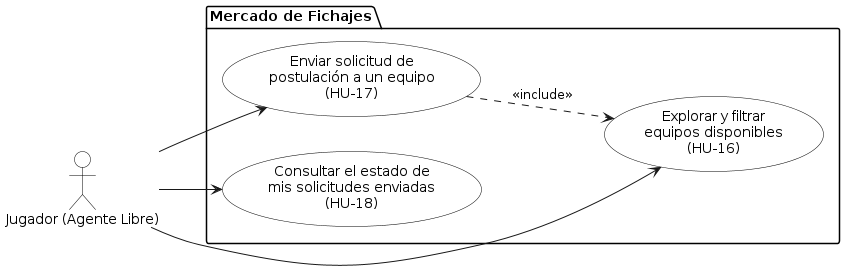 Mercado de Fichajes
Enviar solicitud de
postulación a un equipo
(HU-17)
«include»
Explorar y filtrar
equipos disponibles
(HU-16)
Consultar el estado de
mis solicitudes enviadas
(HU-18)
Jugador (Agente Libre)